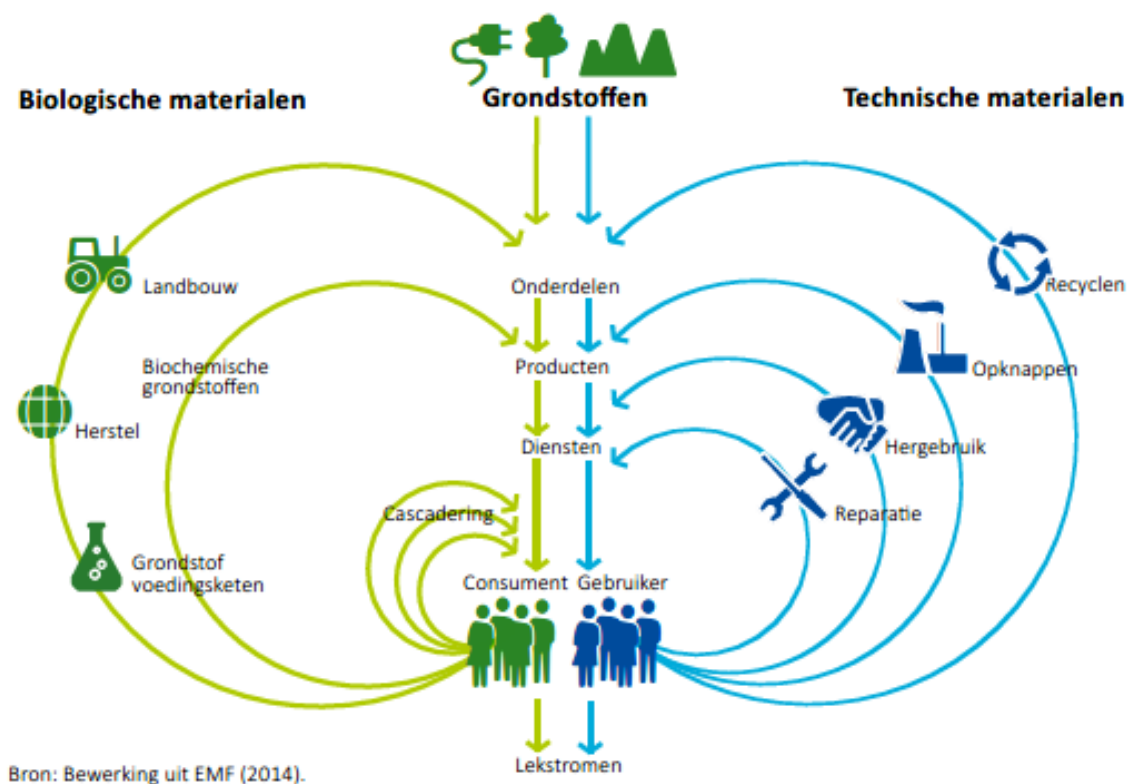 Biologische materialen
Grondstoffen
Technische materialen
Landbouw
Onderdelen
Recyclen
Biochemische
grondstoffen
Producten
Opknappen
Herstel
Diensten
Hergebruik
Cascadering
Reparatie
Grondstof
voedingsketen
Consument
Gebruiker
Lekstromen
Bron: Bewerking uit EMF (2014).